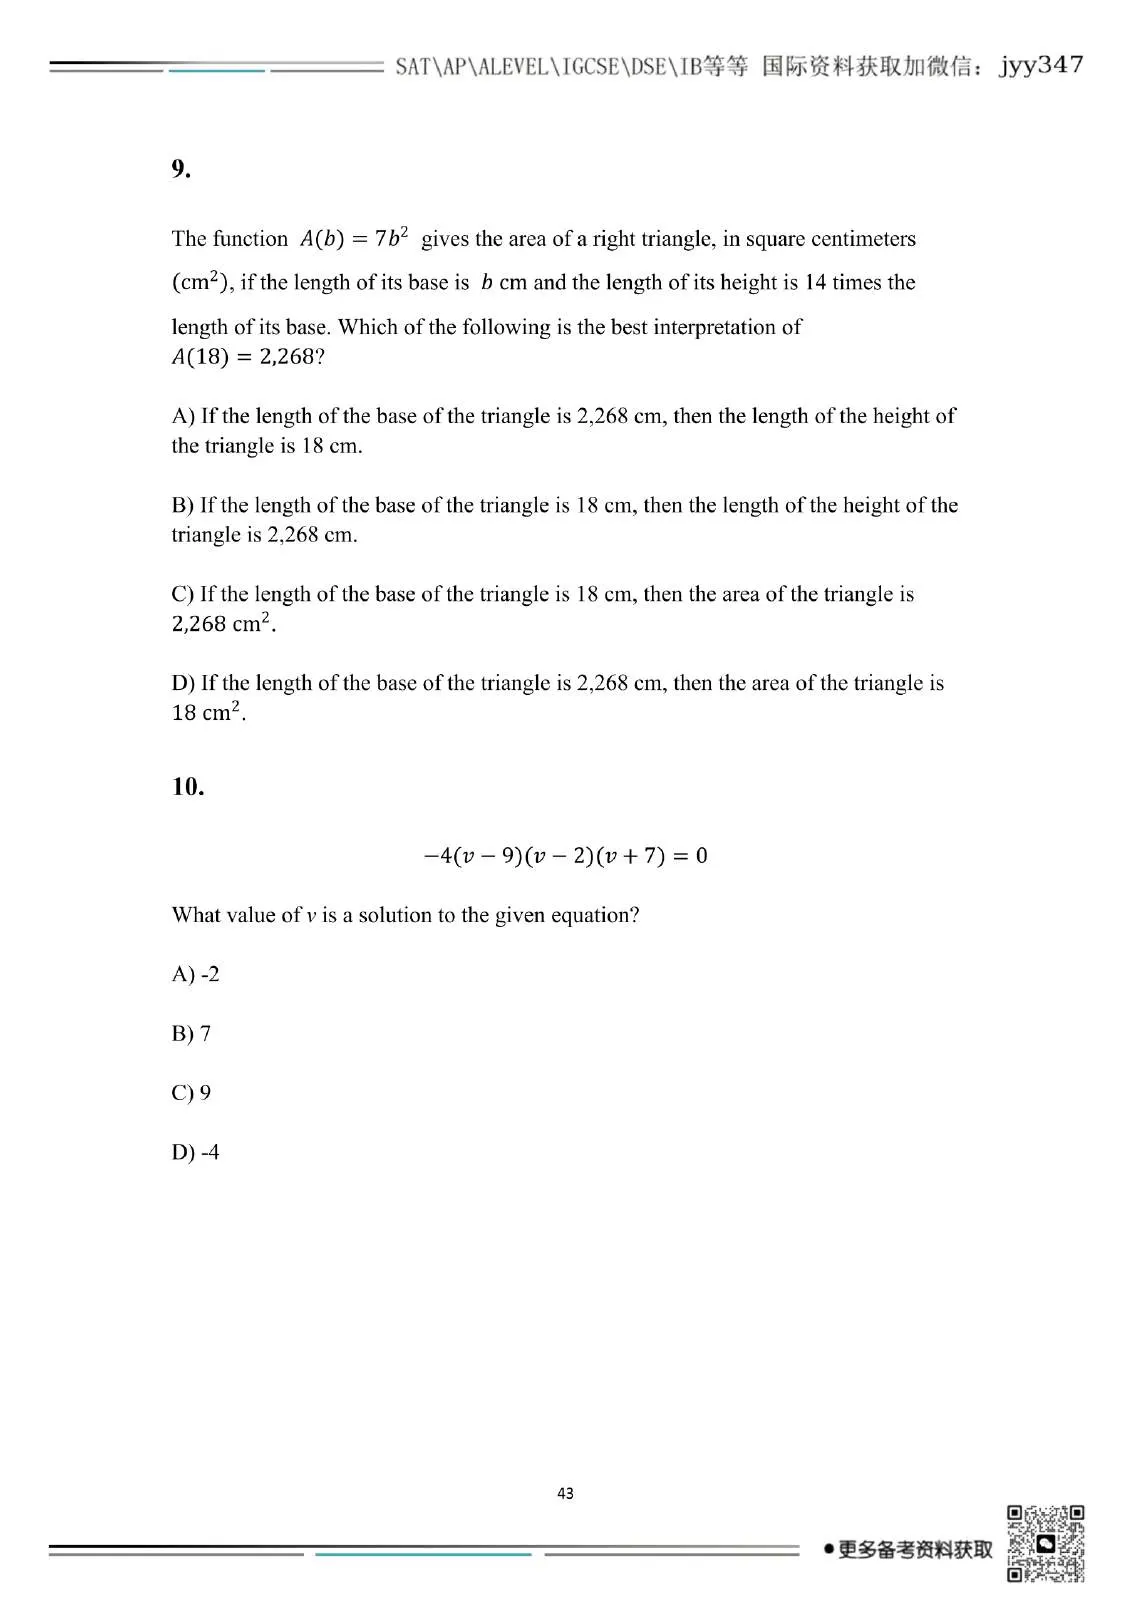 SAT\AP\ALEVEL\IGCSE\DSE\IB等等 国际资料获取加微信：jyy347
9.
The function A(b) = 7b² gives the area of a right triangle, in square centimeters
(cm²), if the length of its base is b cm and the length of its height is 14 times the
length of its base. Which of the following is the best interpretation of
A(18) = 2,268?
A) If the length of the base of the triangle is 2,268 cm, then the length of the height of
the triangle is 18 cm.
B) If the length of the base of the triangle is 18 cm, then the length of the height of the
triangle is 2,268 cm.
C) If the length of the base of the triangle is 18 cm, then the area of the triangle is
2,268 cm².
D) If the length of the base of the triangle is 2,268 cm, then the area of the triangle is
18 cm².
10.
−4(v − 9)(v − 2)(v + 7) = 0
What value of v is a solution to the given equation?
A) -2
B) 7
C) 9
D) -4
43
●更多备考资料获取